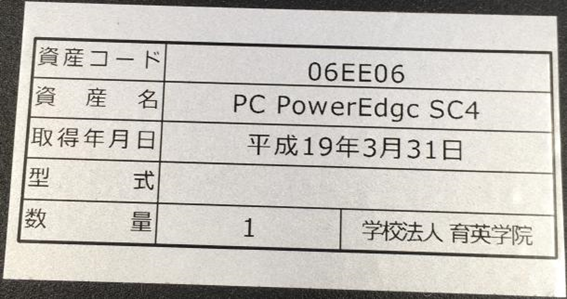 資産コード 06EE06
資産名 PC PowerEdgc SC4
取得年月日 平成19年3月31日
型式
数量 1 学校法人 育英学院